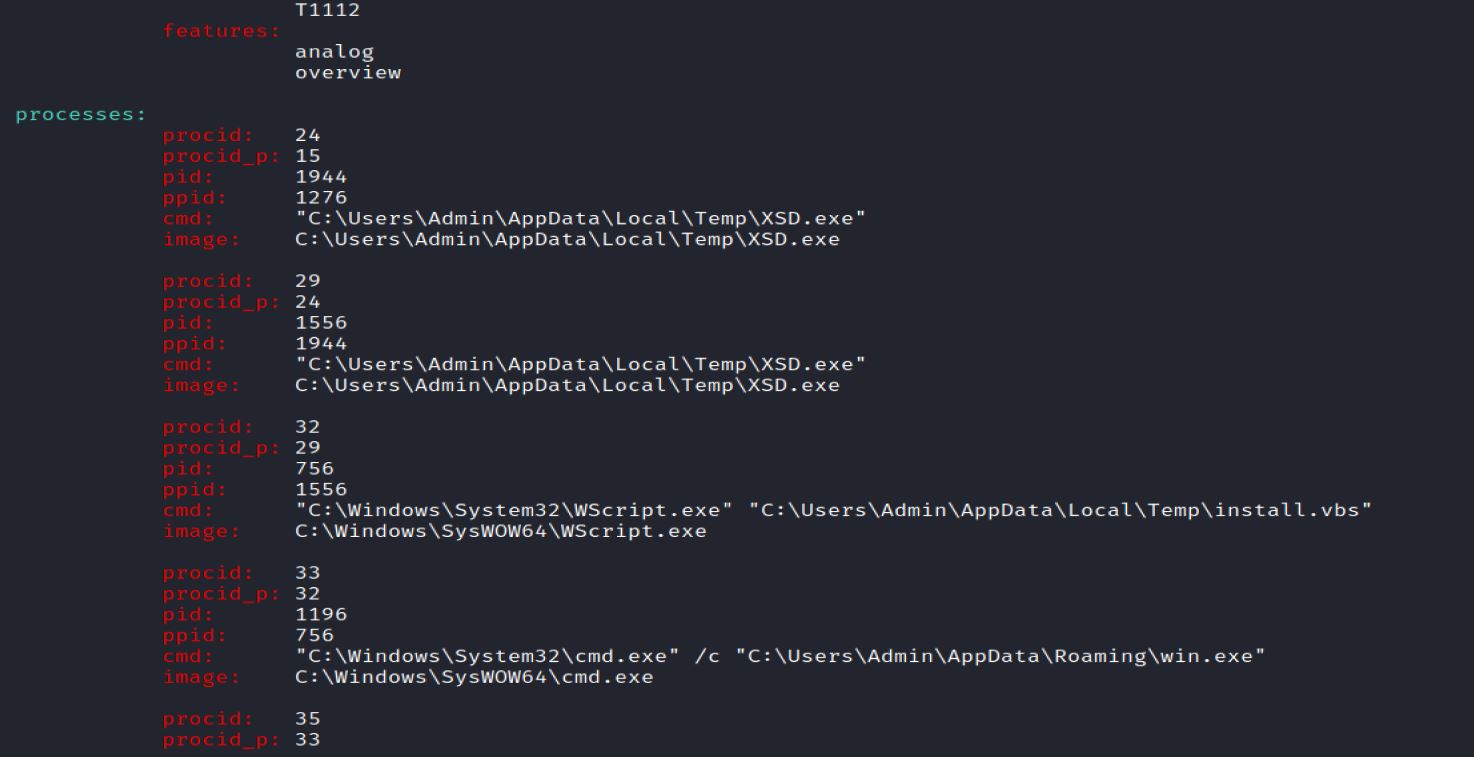 T1112
features:
analog
overview
processes:
procid: 24
procid_p: 15
pid: 1944
ppid: 1276
cmd: "C:\Users\Admin\AppData\Local\Temp\XSD.exe"
image: C:\Users\Admin\AppData\Local\Temp\XSD.exe
procid: 29
procid_p: 24
pid: 1556
ppid: 1944
cmd: "C:\Users\Admin\AppData\Local\Temp\XSD.exe"
image: C:\Users\Admin\AppData\Local\Temp\XSD.exe
procid: 32
procid_p: 29
pid: 756
ppid: 1556
cmd: "C:\Windows\System32\WScript.exe" "C:\Users\Admin\AppData\Local\Temp\install.vbs"
image: C:\Windows\SysWOW64\WScript.exe
procid: 33
procid_p: 32
pid: 1196
ppid: 756
cmd: "C:\Windows\System32\cmd.exe" /c "C:\Users\Admin\AppData\Roaming\win.exe"
image: C:\Windows\SysWOW64\cmd.exe
procid: 35
procid_p: 33